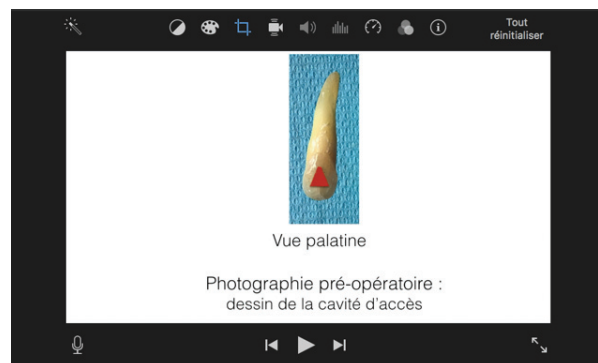 Tout
réinitialiser
Vue palatine
Photographie pré-opératoire :
dessin de la cavité d'accès